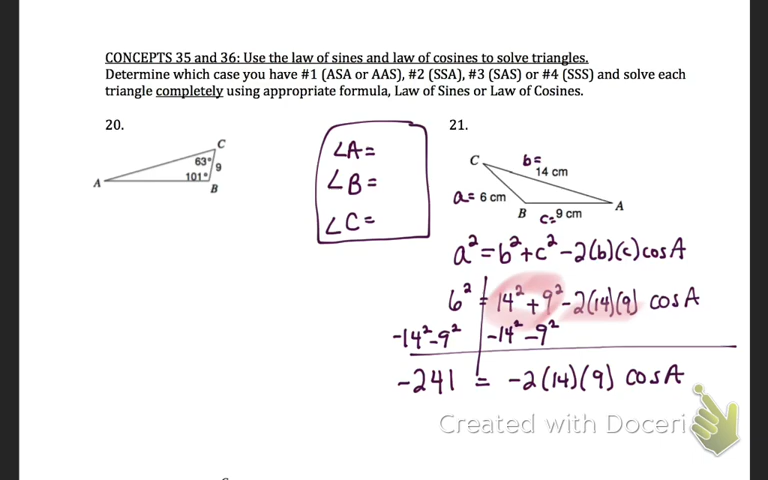 CONCEPTS 35 and 36: Use the law of sines and law of cosines to solve triangles.
Determine which case you have #1 (ASA or AAS), #2 (SSA), #3 (SAS) or #4 (SSS) and solve each
triangle completely using appropriate formula, Law of Sines or Law of Cosines.
20.
C
63°
9
101°
A
B
∠A=
∠B=
∠C=
21.
C
b=
14 cm
a= 6 cm
A
B
c= 9 cm
a² = b² + c² - 2(b)(c) cos A
6² = 14² + 9² - 2(14)(9) cos A
-14² - 9² -14² - 9²
-241 = -2(14)(9) cos A
Created with Doceri